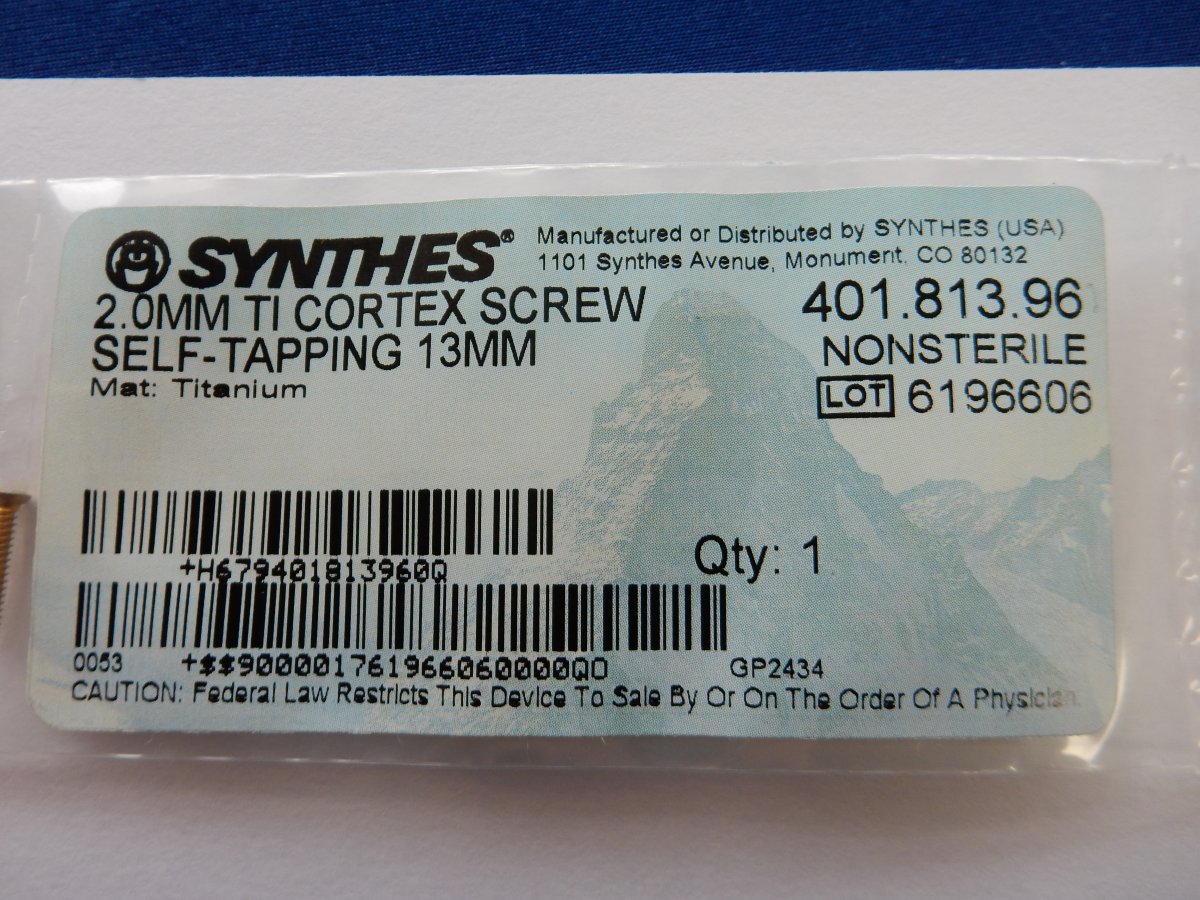 SYNTHES®
Manufactured or Distributed by SYNTHES (USA)
1101 Synthes Avenue, Monument, CO 80132
2.0MM TI CORTEX SCREW
SELF-TAPPING 13MM
Mat: Titanium
401.813.96
NONSTERILE
LOT 6196606
+H6794018139600Q
Qty: 1
0053 +$$9000017619660600000QD GP2434
CAUTION: Federal Law Restricts This Device To Sale By Or On The Order Of A Physician.